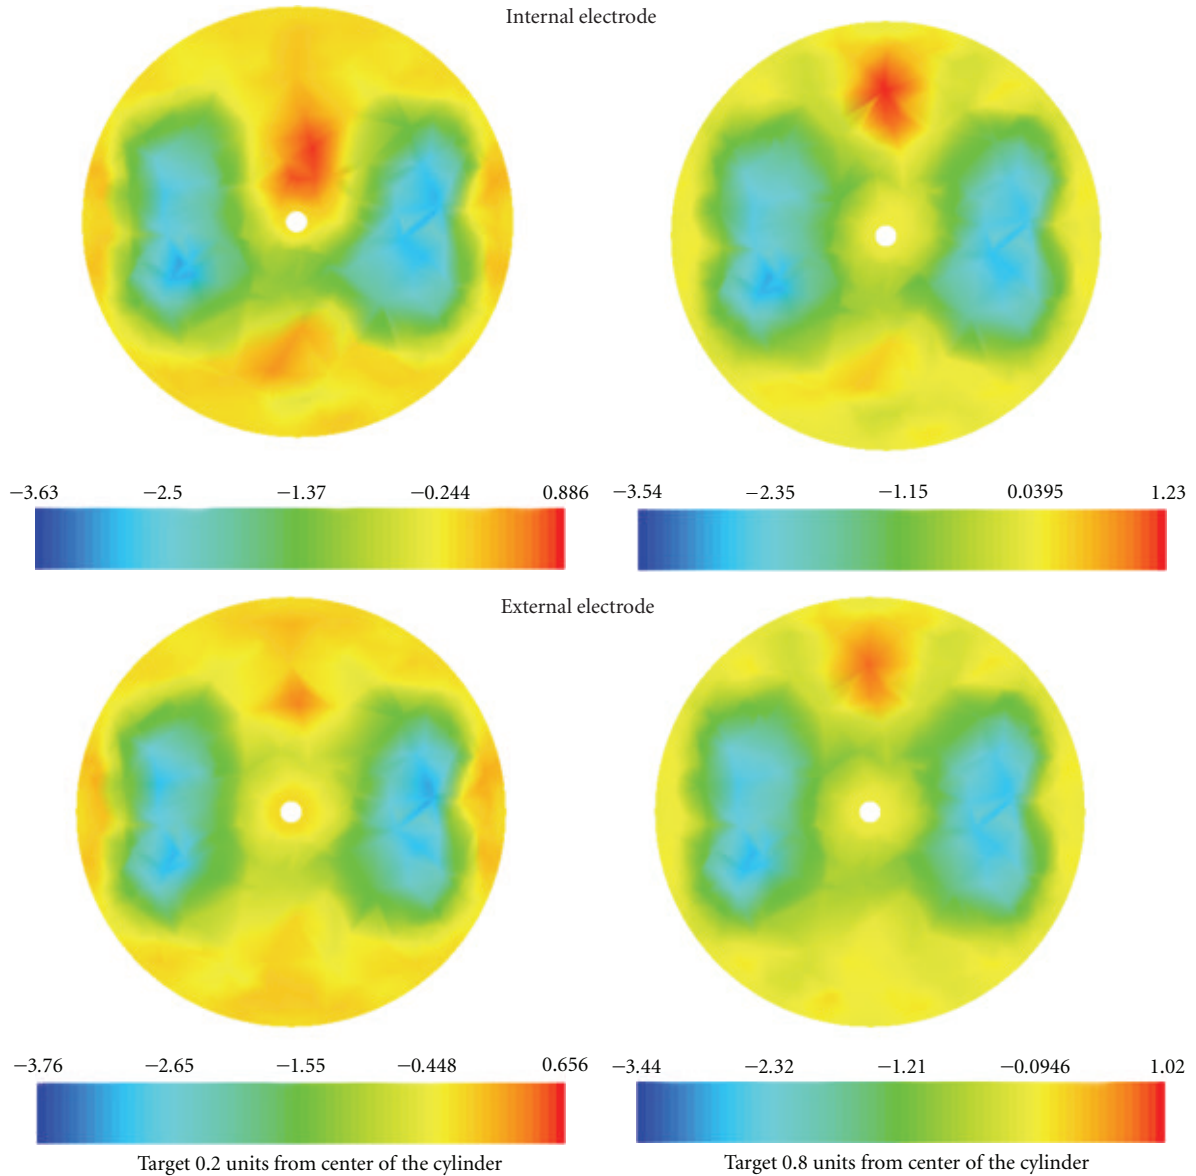 Internal electrode
−3.63 −2.5 −1.37 −0.244 0.886
−3.54 −2.35 −1.15 0.0395 1.23
External electrode
−3.76 −2.65 −1.55 −0.448 0.656
−3.44 −2.32 −1.21 −0.0946 1.02
Target 0.2 units from center of the cylinder
Target 0.8 units from center of the cylinder